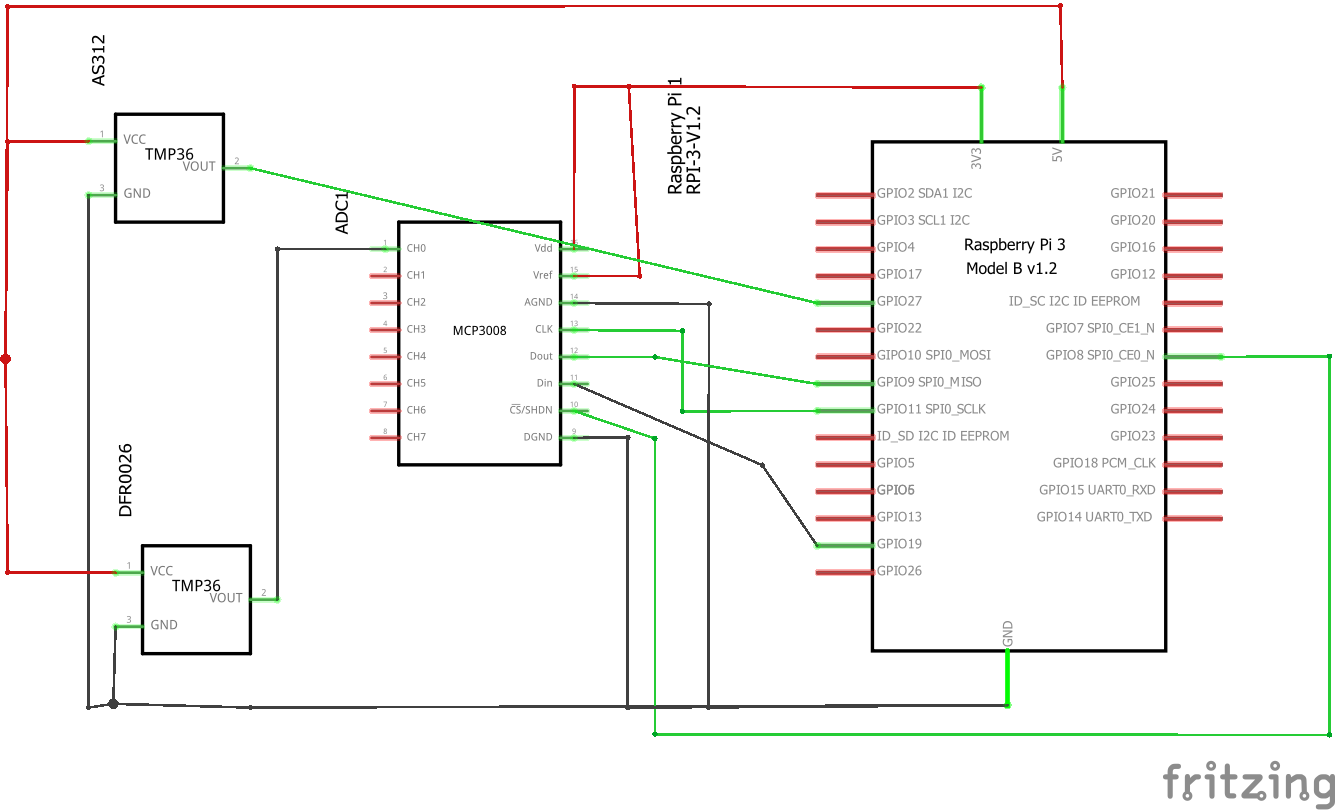 AS312
1
VCC
TMP36
VOUT
2
3
GND
ADC1
Raspberry Pi 1
RPI-3-V1.2
3V3
5V
1
CH0
2
CH1
3
CH2
4
CH3
5
CH4
6
CH5
7
CH6
8
CH7
MCP3008
Vdd
Vref
15
AGND
14
CLK
13
Dout
12
Din
11
CS/SHDN
10
DGND
9
GPIO2 SDA1 I2C
GPIO3 SCL1 I2C
GPIO4
GPIO17
GPIO27
GPIO22
GIPO10 SPI0_MOSI
GPIO9 SPI0_MISO
GPIO11 SPI0_SCLK
ID_SD I2C ID EEPROM
GPIO5
GPIO6
GPIO13
GPIO19
GPIO26
Raspberry Pi 3
Model B v1.2
GPIO21
GPIO20
GPIO16
GPIO12
ID_SC I2C ID EEPROM
GPIO7 SPI0_CE1_N
GPIO8 SPI0_CE0_N
GPIO25
GPIO24
GPIO23
GPIO18 PCM_CLK
GPIO15 UART0_RXD
GPIO14 UART0_TXD
GND
DFR0026
1
VCC
TMP36
VOUT
2
3
GND
fritzing